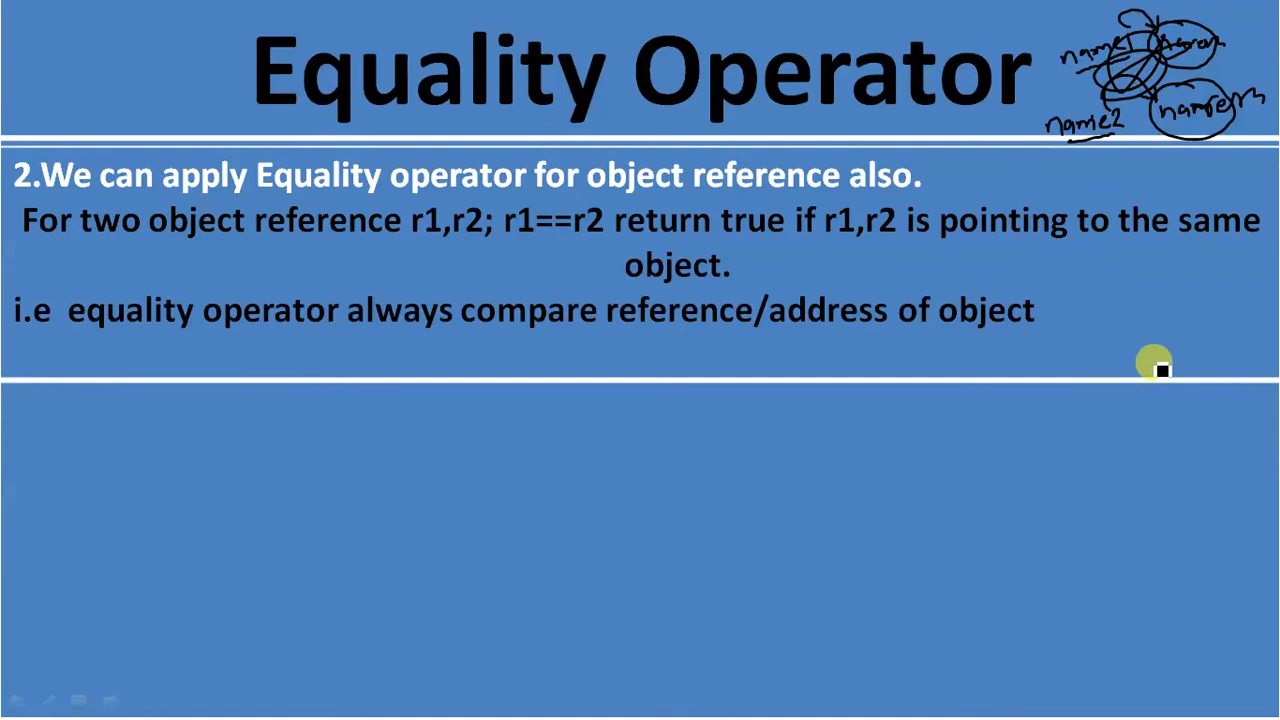 Equality Operator
name1
name2
2.We can apply Equality operator for object reference also.
For two object reference r1,r2; r1==r2 return true if r1,r2 is pointing to the same
object.
i.e equality operator always compare reference/address of object